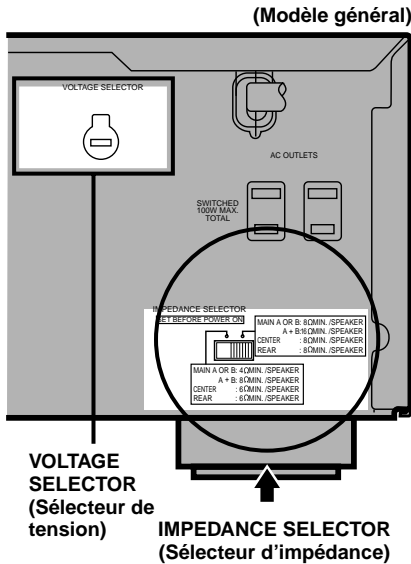 (Modèle général)
VOLTAGE SELECTOR
AC OUTLETS
SWITCHED
100W MAX.
TOTAL
IMPEDANCE SELECTOR
SET BEFORE POWER ON
MAIN A OR B: 8ΩMIN. /SPEAKER
A + B:16ΩMIN. /SPEAKER
CENTER : 8ΩMIN. /SPEAKER
REAR : 8ΩMIN. /SPEAKER
MAIN A OR B: 4ΩMIN. /SPEAKER
A + B: 8ΩMIN. /SPEAKER
CENTER : 6ΩMIN. /SPEAKER
REAR : 6ΩMIN. /SPEAKER
VOLTAGE
SELECTOR
(Sélecteur de
tension)
IMPEDANCE SELECTOR
(Sélecteur d’impédance)